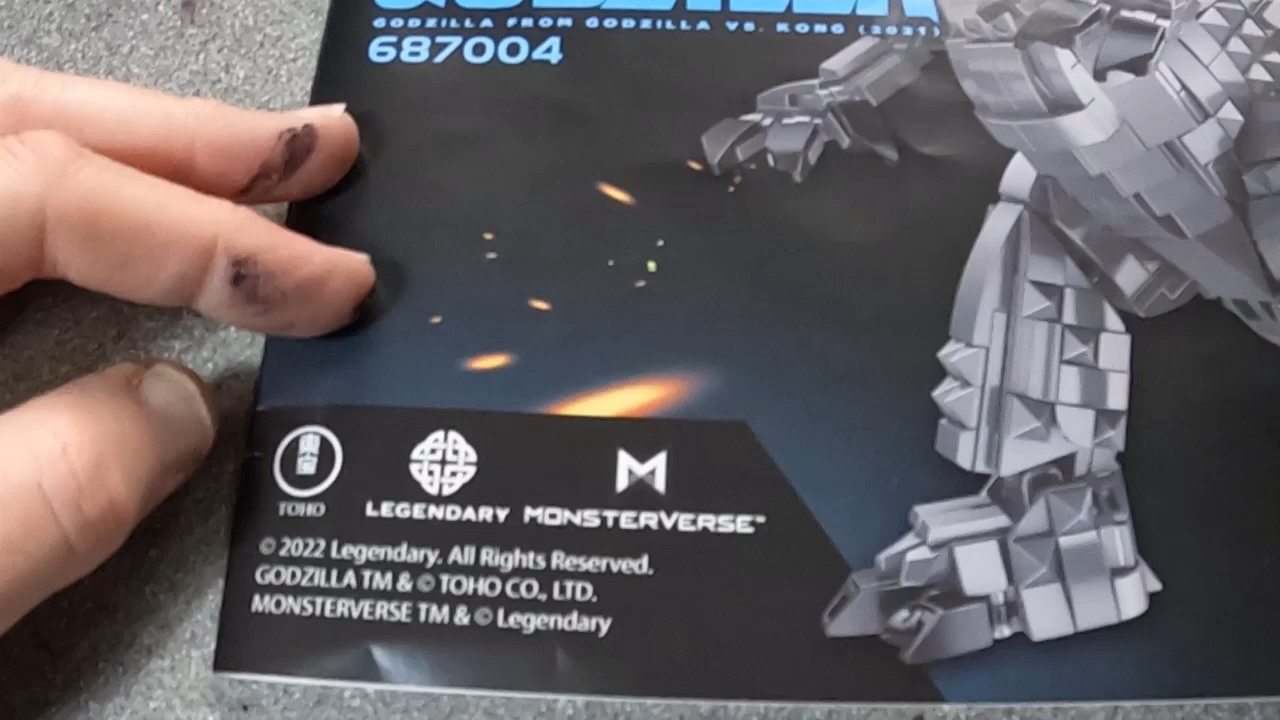 GODZILLA
GODZILLA FROM GODZILLA VS. KONG (2021)
687004
東宝
TOHO
LEGENDARY
M
MONSTERVERSE™
© 2022 Legendary. All Rights Reserved.
GODZILLA TM & © TOHO CO., LTD.
MONSTERVERSE TM & © Legendary